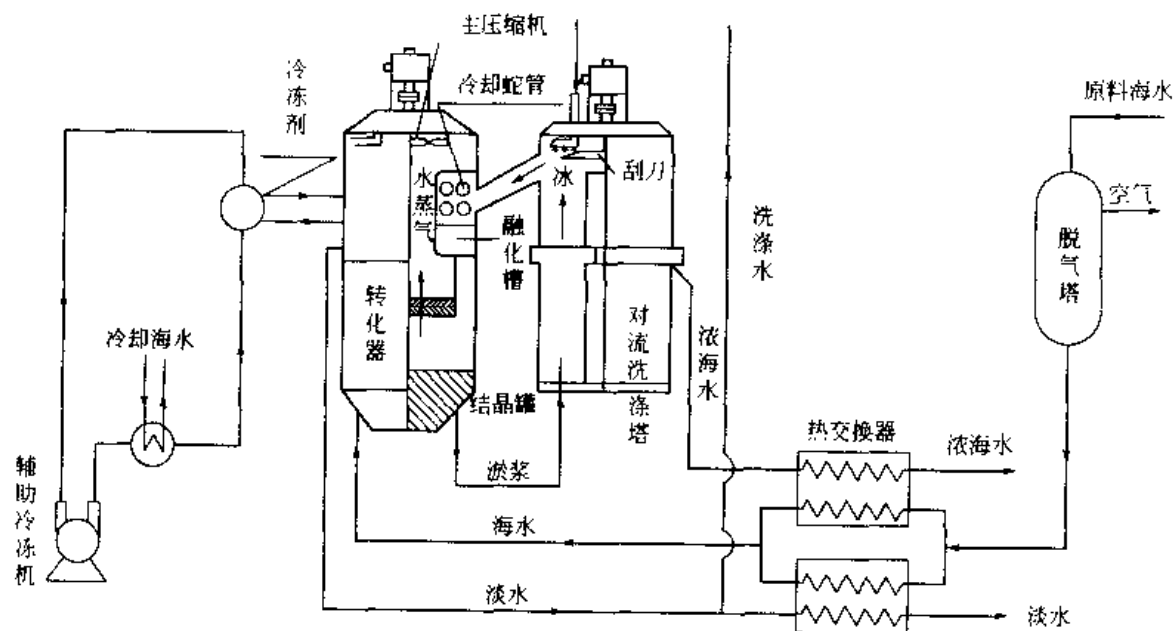 主压缩机
冷却蛇管
冷冻剂
原料海水
空气
脱气塔
水蒸气
冰
刮刀
融化槽
洗涤水
转化器
冷却海水
对流洗涤塔
浓海水
结晶罐
淤浆
热交换器
浓海水
辅助冷冻机
海水
淡水
淡水